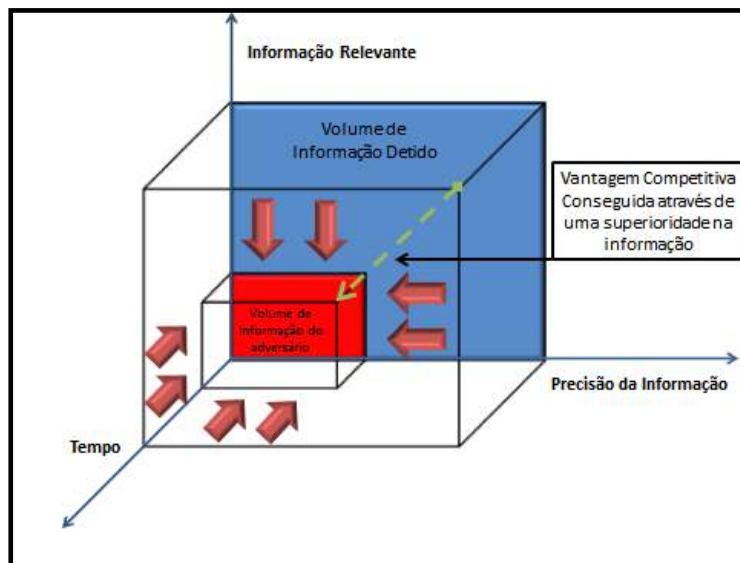 Informação Relevante
Volume de
Informação Detido
Vantagem Competitiva
Conseguida através de
uma superioridade na
informação
Volume de
Informação do
adversário
Precisão da Informação
Tempo